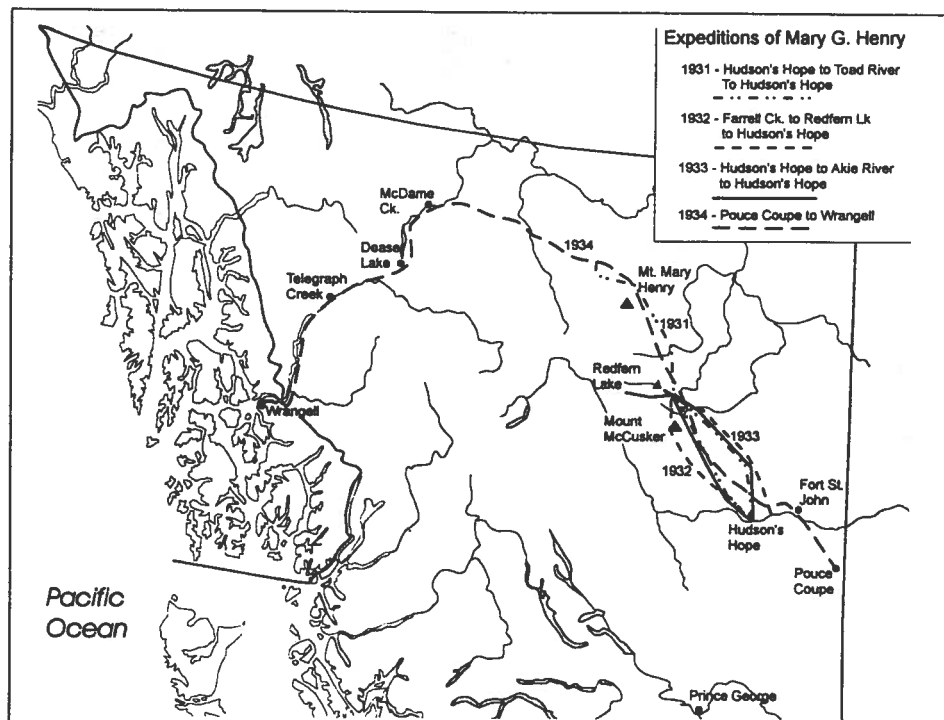 Expeditions of Mary G. Henry
1931 - Hudson's Hope to Toad River
To Hudson's Hope
1932 - Farrell Ck. to Redfern Lk
to Hudson's Hope
1933 - Hudson's Hope to Akie River
to Hudson's Hope
1934 - Pouce Coupe to Wrangell
McDame
Ck.
Dease
Lake
1934
Telegraph
Creek
Mt. Mary
Henry
1931
Redfern
Lake
Wrangell
Mount
McCusker
1933
1932
Fort St.
John
Hudson's
Hope
Pouce
Coupe
Pacific
Ocean
Prince George